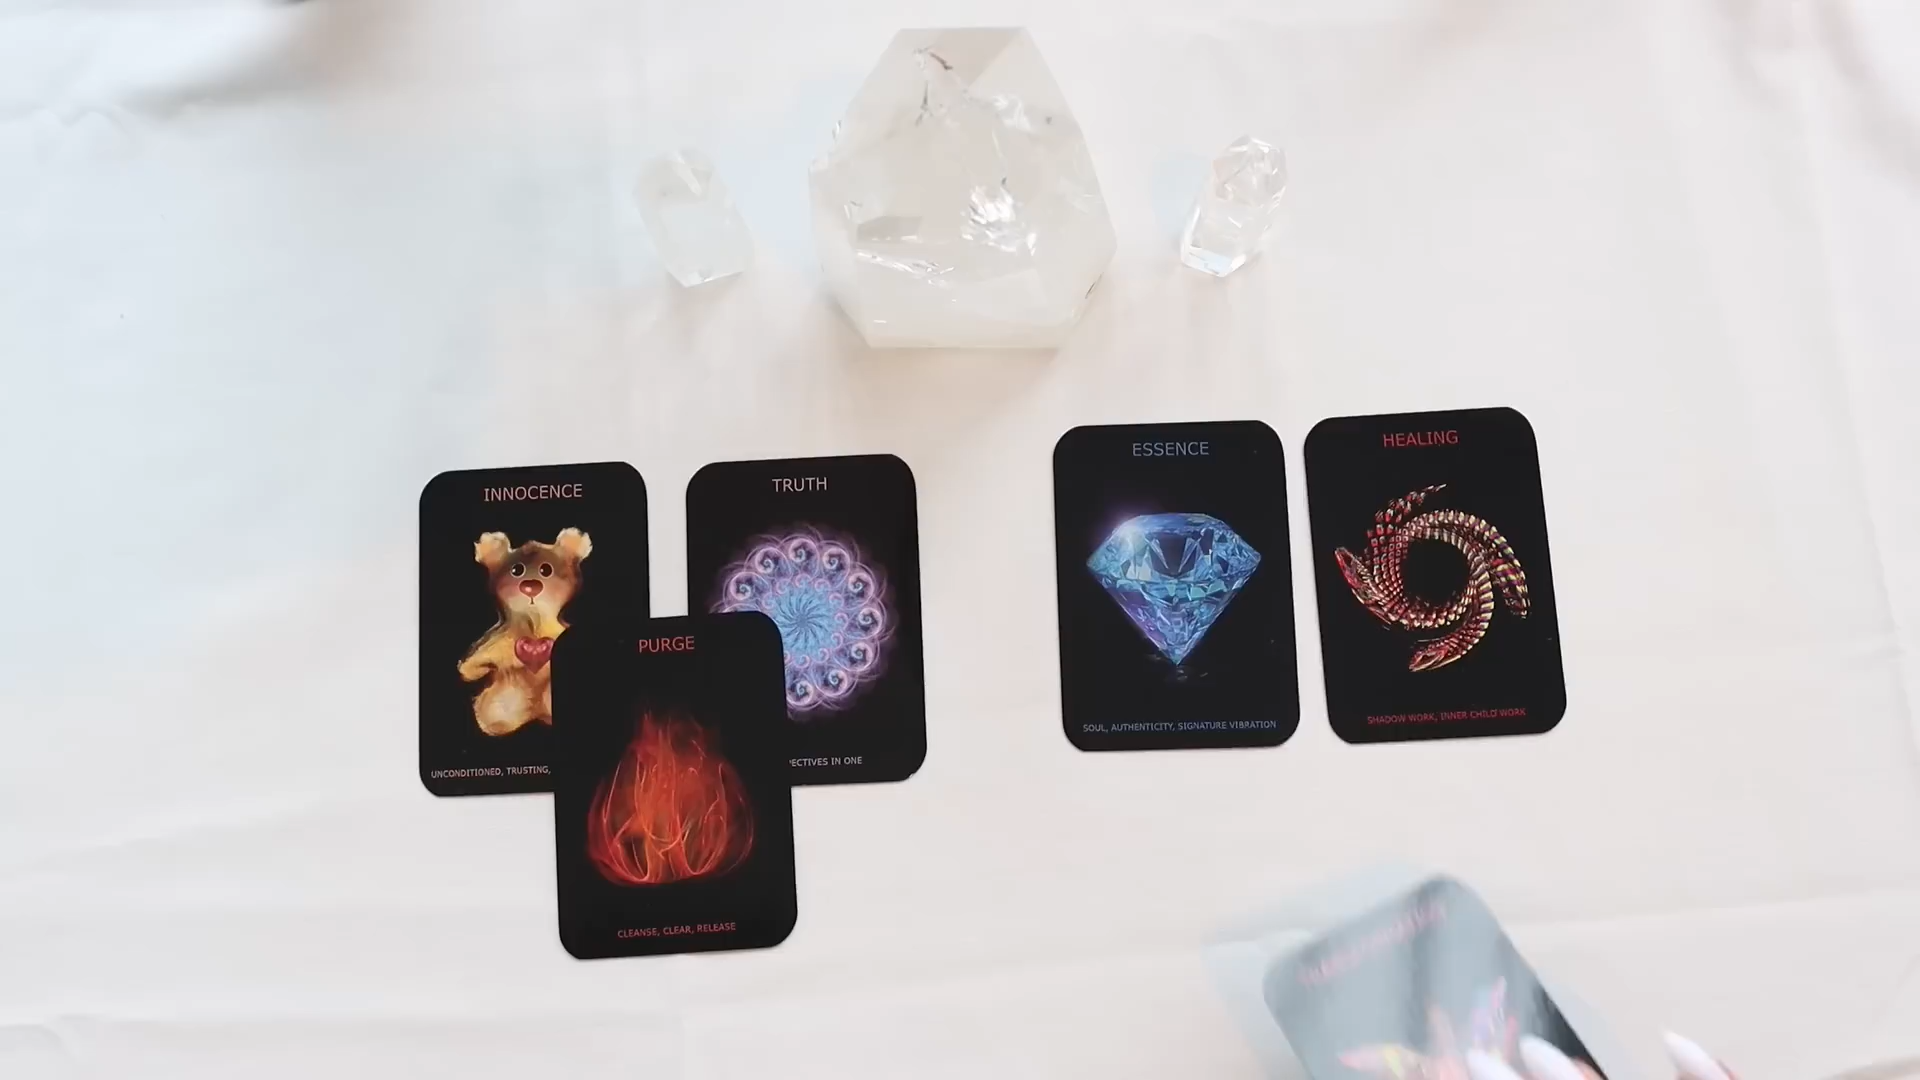 INNOCENCE
UNCONDITIONED, TRUSTING,
TRUTH
PECTIVES IN ONE
PURGE
CLEANSE, CLEAR, RELEASE
ESSENCE
SOUL, AUTHENTICITY, SIGNATURE VIBRATION
HEALING
SHADOW WORK, INNER CHILD WORK